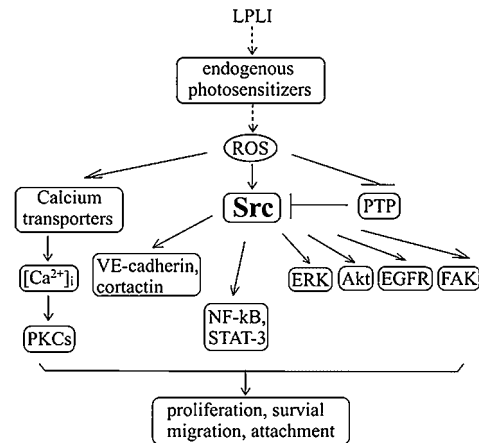 LPLI
endogenous
photosensitizers
ROS
Calcium
transporters
Src
PTP
[Ca²⁺]i
VE-cadherin,
cortactin
ERK
Akt
EGFR
FAK
PKCs
NF-kB,
STAT-3
proliferation, survial
migration, attachment